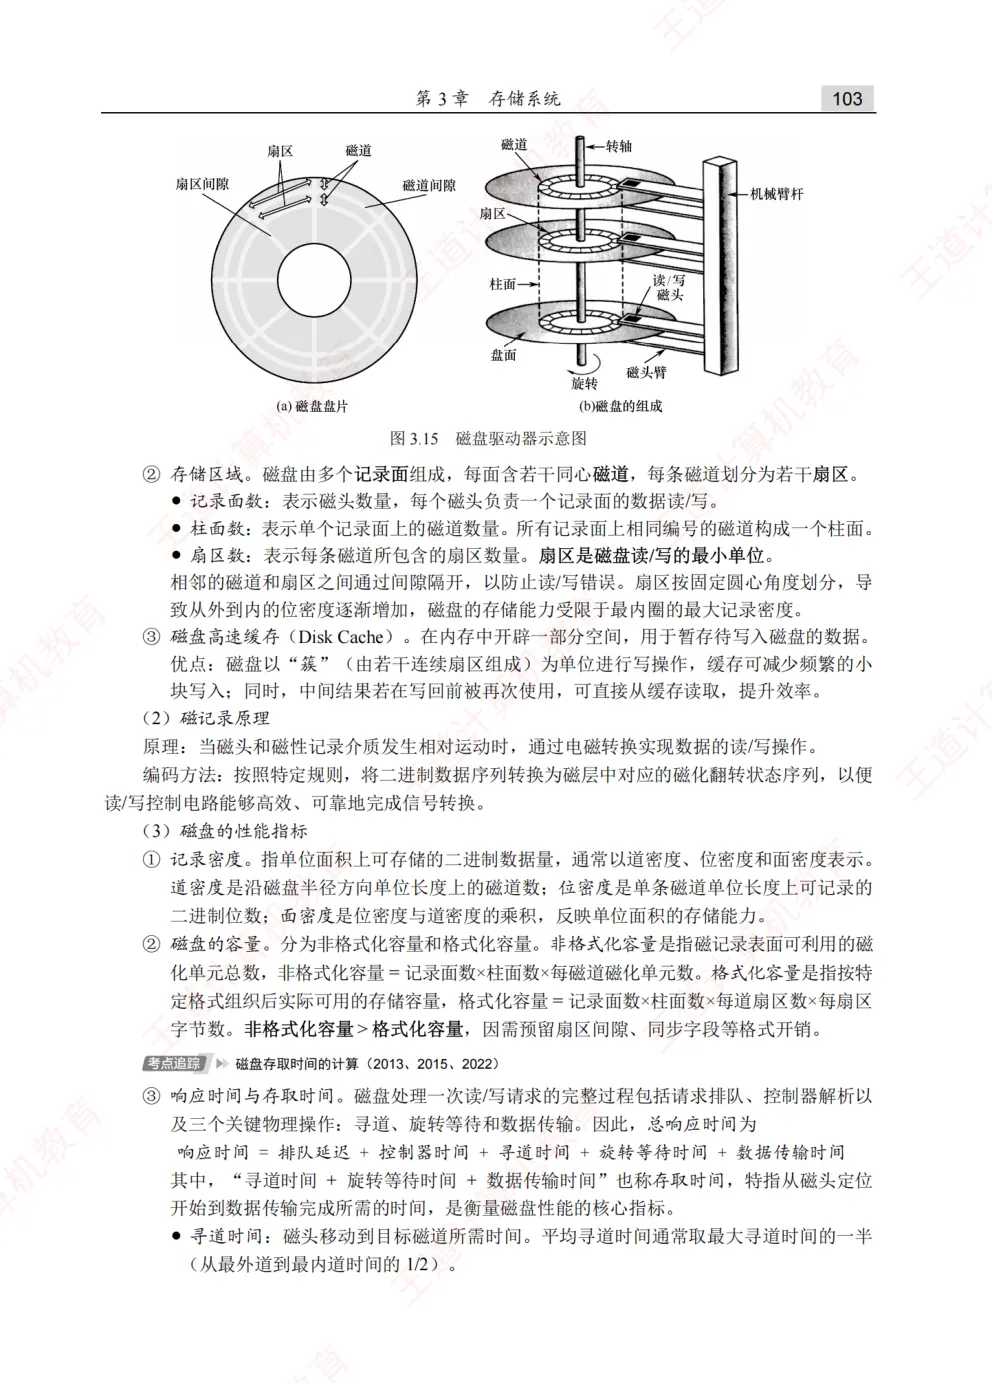 第 3 章 存储系统
103
扇区 磁道
扇区间隙 磁道间隙
(a) 磁盘盘片
磁道 转轴
机械臂杆
扇区
柱面
读/写
磁头
盘面
磁头臂
旋转
(b)磁盘的组成
图 3.15 磁盘驱动器示意图
② 存储区域。磁盘由多个记录面组成，每面含若干同心磁道，每条磁道划分为若干扇区。
● 记录面数：表示磁头数量，每个磁头负责一个记录面的数据读/写。
● 柱面数：表示单个记录面上的磁道数量。所有记录面上相同编号的磁道构成一个柱面。
● 扇区数：表示每条磁道所包含的扇区数量。扇区是磁盘读/写的最小单位。
相邻的磁道和扇区之间通过间隙隔开，以防止读/写错误。扇区按固定圆心角度划分，导
致从外到内的位密度逐渐增加，磁盘的存储能力受限于最内圈的最大记录密度。
③ 磁盘高速缓存（Disk Cache）。在内存中开辟一部分空间，用于暂存待写入磁盘的数据。
优点：磁盘以“簇”（由若干连续扇区组成）为单位进行写操作，缓存可减少频繁的小
块写入；同时，中间结果若在写回前被再次使用，可直接从缓存读取，提升效率。
（2）磁记录原理
原理：当磁头和磁性记录介质发生相对运动时，通过电磁转换实现数据的读/写操作。
编码方法：按照特定规则，将二进制数据序列转换为磁层中对应的磁化翻转状态序列，以便
读/写控制电路能够高效、可靠地完成信号转换。
（3）磁盘的性能指标
① 记录密度。指单位面积上可存储的二进制数据量，通常以道密度、位密度和面密度表示。
道密度是沿磁盘半径方向单位长度上的磁道数；位密度是单条磁道单位长度上可记录的
二进制位数；面密度是位密度与道密度的乘积，反映单位面积的存储能力。
② 磁盘的容量。分为非格式化容量和格式化容量。非格式化容量是指磁记录表面可利用的磁
化单元总数，非格式化容量 = 记录面数×柱面数×每磁道磁化单元数。格式化容量是指按特
定格式组织后实际可用的存储容量，格式化容量 = 记录面数×柱面数×每道扇区数×每扇区
字节数。非格式化容量 > 格式化容量，因需预留扇区间隙、同步字段等格式开销。
考点追踪 磁盘存取时间的计算（2013、2015、2022）
③ 响应时间与存取时间。磁盘处理一次读/写请求的完整过程包括请求排队、控制器解析以
及三个关键物理操作：寻道、旋转等待和数据传输。因此，总响应时间为
响应时间 = 排队延迟 + 控制器时间 + 寻道时间 + 旋转等待时间 + 数据传输时间
其中，“寻道时间 + 旋转等待时间 + 数据传输时间”也称存取时间，特指从磁头定位
开始到数据传输完成所需的时间，是衡量磁盘性能的核心指标。
● 寻道时间：磁头移动到目标磁道所需时间。平均寻道时间通常取最大寻道时间的一半
（从最外道到最内道时间的 1/2）。